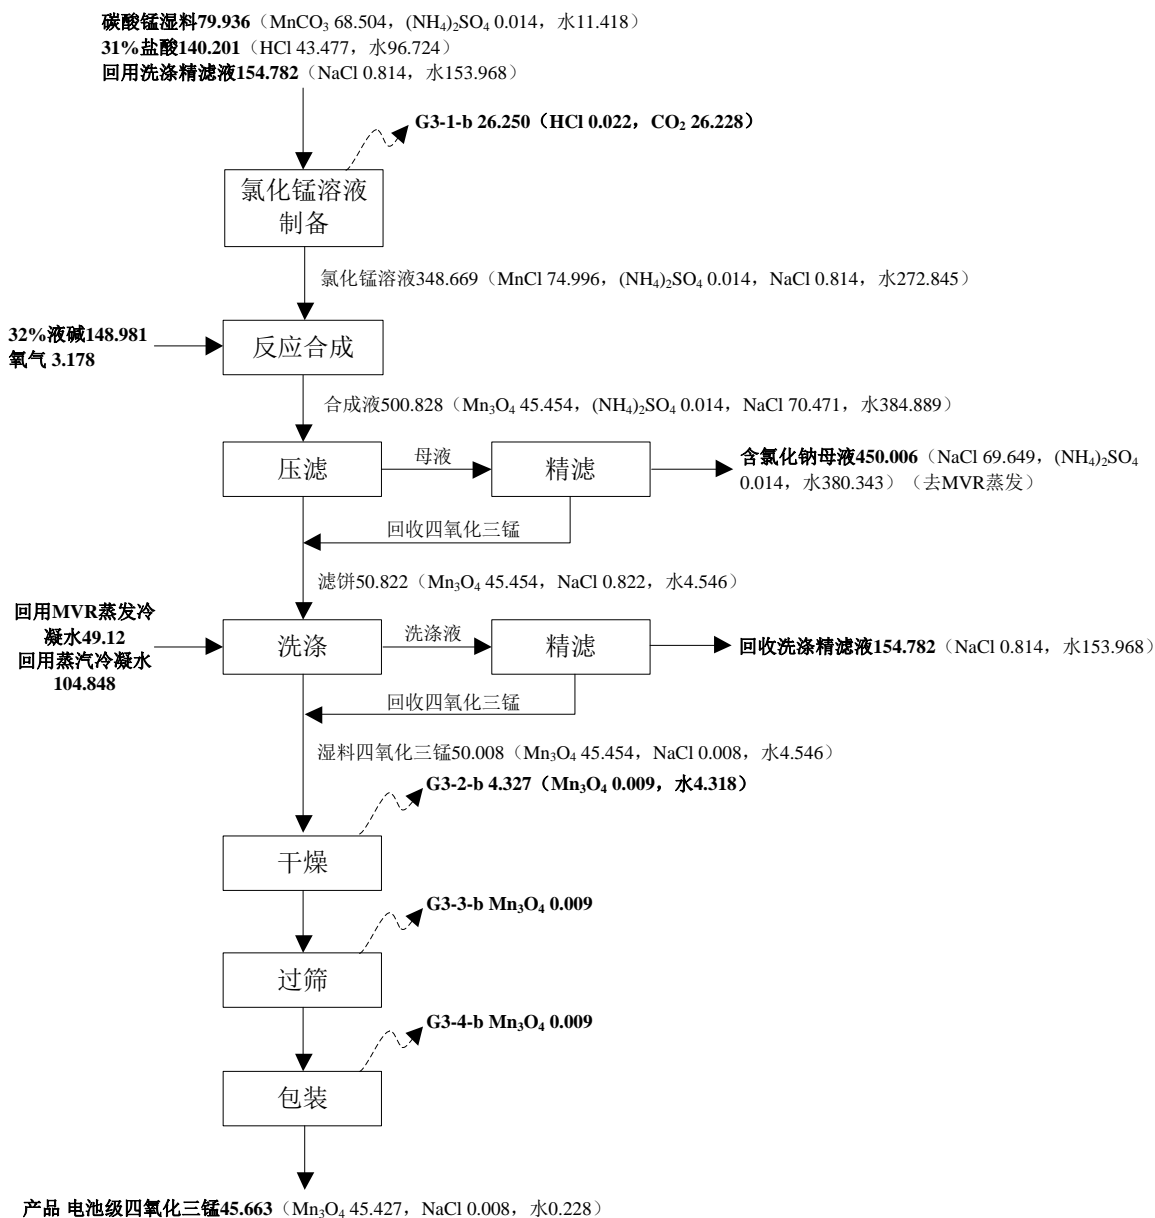 碳酸锰湿料79.936（MnCO₃ 68.504，(NH₄)₂SO₄ 0.014，水11.418）
31%盐酸140.201（HCl 43.477，水96.724）
回用洗涤精滤液154.782（NaCl 0.814，水153.968）
G3-1-b 26.250（HCl 0.022，CO₂ 26.228）
氯化锰溶液
制备
氯化锰溶液348.669（MnCl 74.996，(NH₄)₂SO₄ 0.014，NaCl 0.814，水272.845）
32%液碱148.981
氧气 3.178
反应合成
合成液500.828（Mn₃O₄ 45.454，(NH₄)₂SO₄ 0.014，NaCl 70.471，水384.889）
压滤
母液
精滤
含氯化钠母液450.006（NaCl 69.649，(NH₄)₂SO₄
0.014，水380.343）（去MVR蒸发）
回收四氧化三锰
滤饼50.822（Mn₃O₄ 45.454，NaCl 0.822，水4.546）
回用MVR蒸发冷
凝水49.12
回用蒸汽冷凝水
104.848
洗涤
洗涤液
精滤
回收洗涤精滤液154.782（NaCl 0.814，水153.968）
回收四氧化三锰
湿料四氧化三锰50.008（Mn₃O₄ 45.454，NaCl 0.008，水4.546）
G3-2-b 4.327（Mn₃O₄ 0.009，水4.318）
干燥
G3-3-b Mn₃O₄ 0.009
过筛
G3-4-b Mn₃O₄ 0.009
包装
产品 电池级四氧化三锰45.663（Mn₃O₄ 45.427，NaCl 0.008，水0.228）